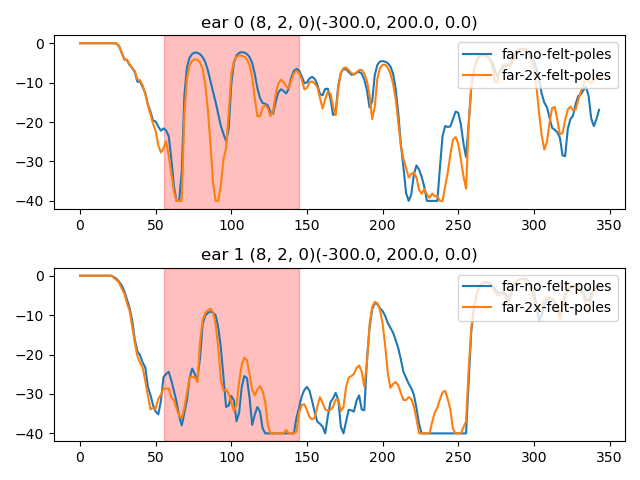 ear 0 (8, 2, 0)(-300.0, 200.0, 0.0)
0
−10
−20
−30
−40
far-no-felt-poles
far-2x-felt-poles
0 50 100 150 200 250 300 350
ear 1 (8, 2, 0)(-300.0, 200.0, 0.0)
0
−10
−20
−30
−40
far-no-felt-poles
far-2x-felt-poles
0 50 100 150 200 250 300 350